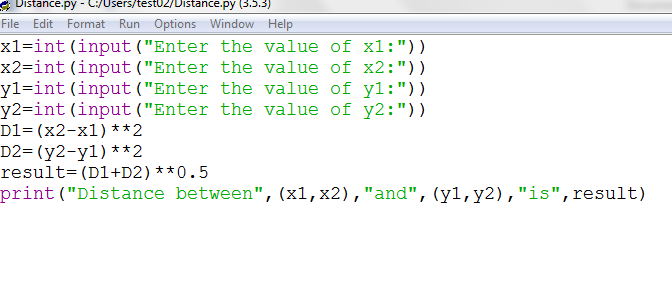 Distance.py - C:/Users/test02/Distance.py (3.5.3)
File Edit Format Run Options Window Help
x1=int(input("Enter the value of x1:"))
x2=int(input("Enter the value of x2:"))
y1=int(input("Enter the value of y1:"))
y2=int(input("Enter the value of y2:"))
D1=(x2-x1)**2
D2=(y2-y1)**2
result=(D1+D2)**0.5
print("Distance between",(x1,x2),"and",(y1,y2),"is",result)